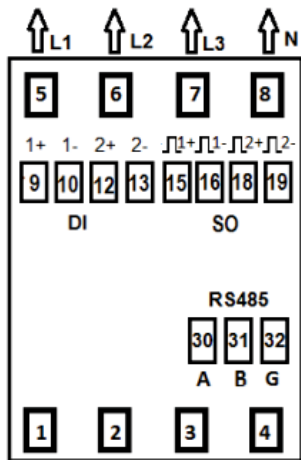 L1 L2 L3 N
5 6 7 8
1+ 1- 2+ 2- 1+ 1- 2+ 2-
9 10 12 13 15 16 18 19
DI SO
RS485
30 31 32
A B G
1 2 3 4